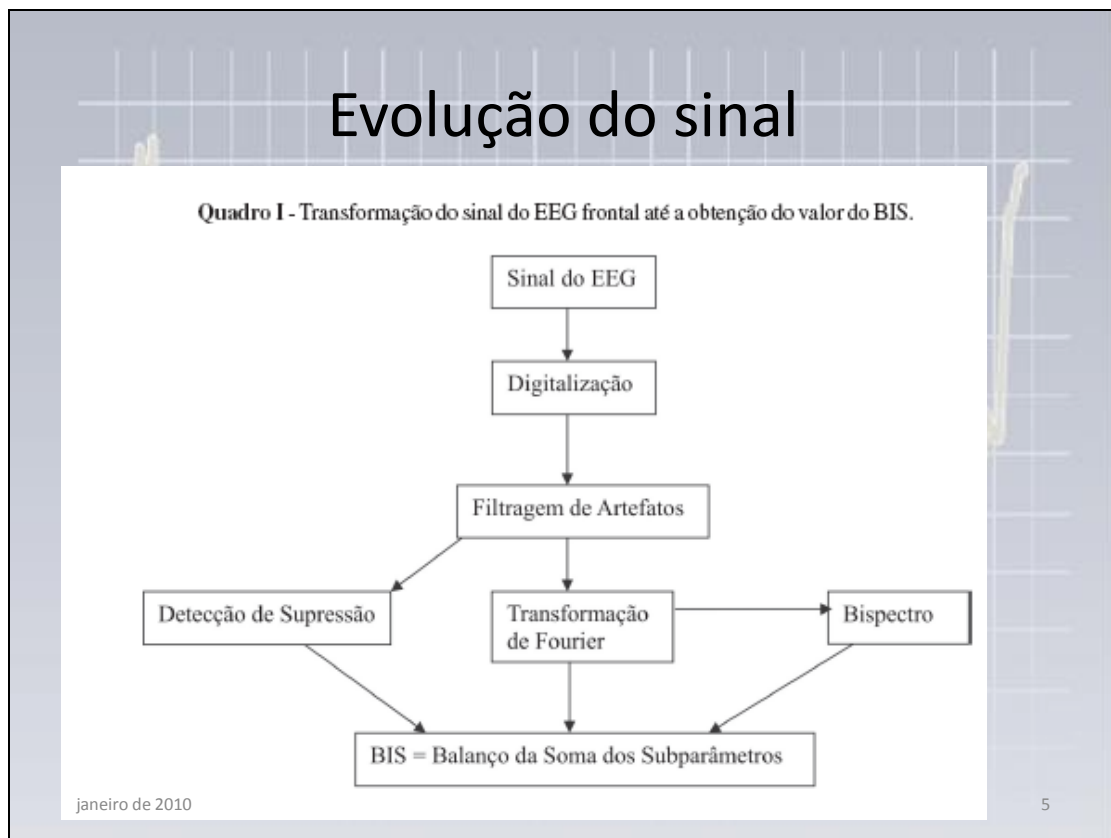 Evolução do sinal
Quadro I - Transformação do sinal do EEG frontal até a obtenção do valor do BIS.
Sinal do EEG
Digitalização
Filtragem de Artefatos
Detecção de Supressão
Transformação
de Fourier
Bispectro
BIS = Balanço da Soma dos Subparâmetros
janeiro de 2010
5